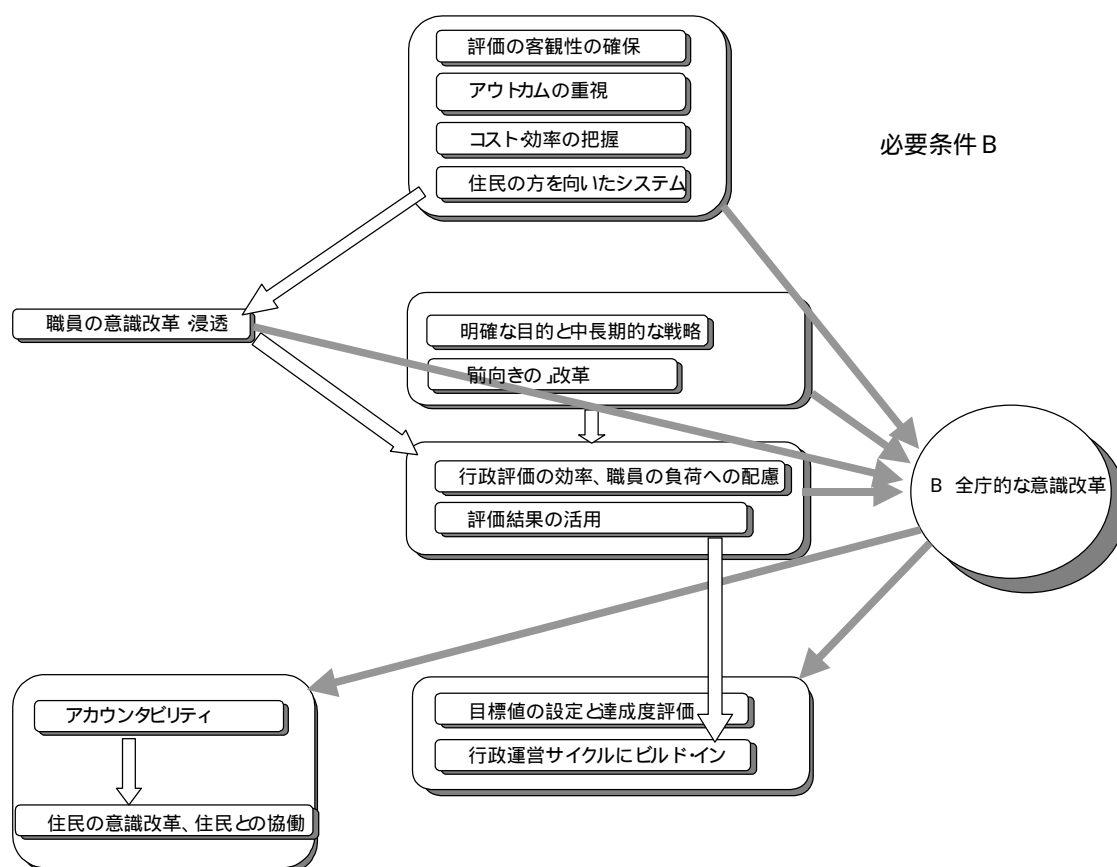 評価の客観性の確保
アウトカムの重視
コスト・効率の把握
住民の方を向いたシステム
必要条件B
職員の意識改革・浸透
明確な目的と中長期的な戦略
「前向きの」改革
行政評価の効率、職員の負荷への配慮
評価結果の活用
B 全庁的な意識改革
アカウンタビリティ
住民の意識改革、住民との協働
目標値の設定と達成度評価
行政運営サイクルにビルド・イン